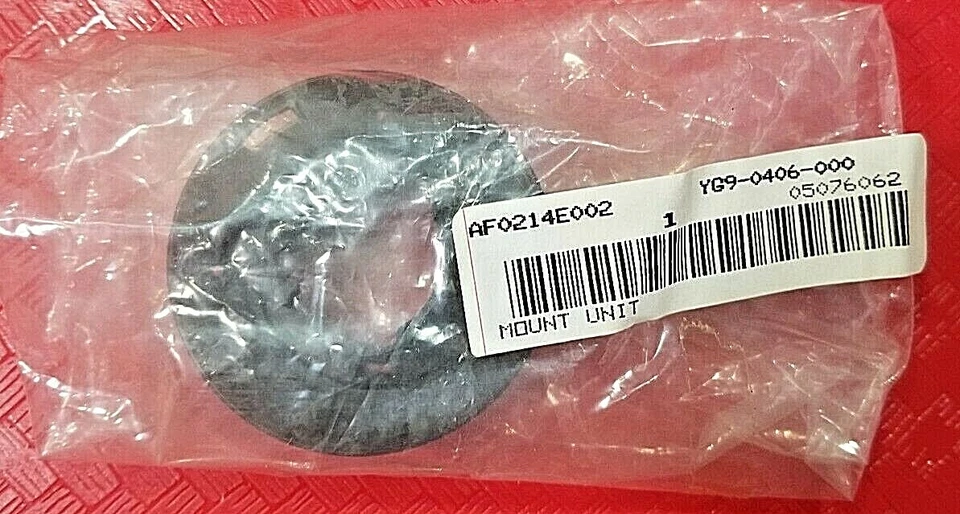 YG9-0406-000
05076062
AF0214E002
1
MOUNT UNIT